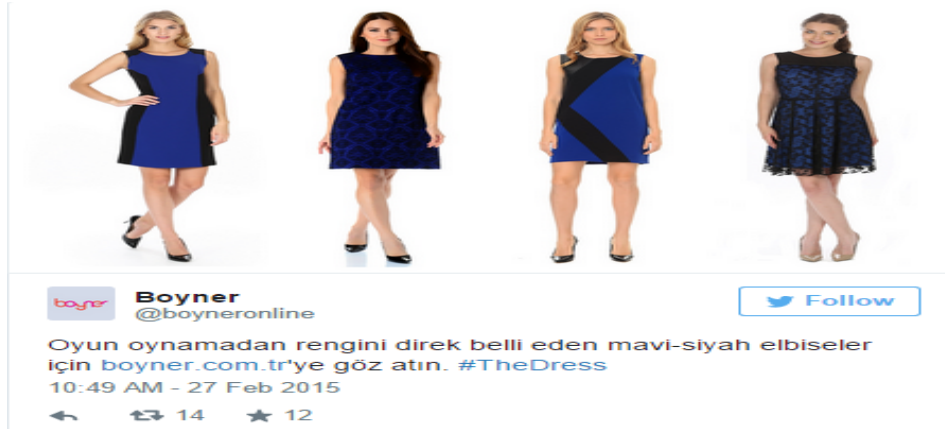 boyner
Boyner
@boyneronline
Follow
Oyun oynamadan rengini direk belli eden mavi-siyah elbiseler
için boyner.com.tr'ye göz atın. #TheDress
10:49 AM - 27 Feb 2015
14
12